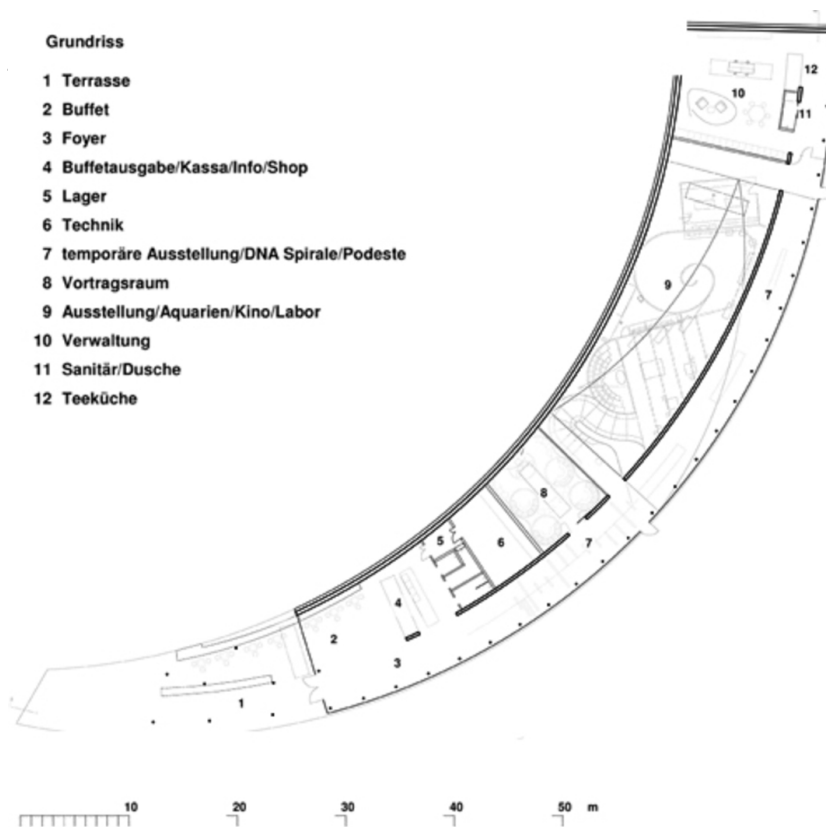 Grundriss
1 Terrasse
2 Buffet
3 Foyer
4 Buffetausgabe/Kassa/Info/Shop
5 Lager
6 Technik
7 temporäre Ausstellung/DNA Spirale/Podeste
8 Vortragsraum
9 Ausstellung/Aquarien/Kino/Labor
10 Verwaltung
11 Sanitär/Dusche
12 Teeküche
12
10
11
9
7
8
5
6
7
4
2
3
1
10 20 30 40 50 m